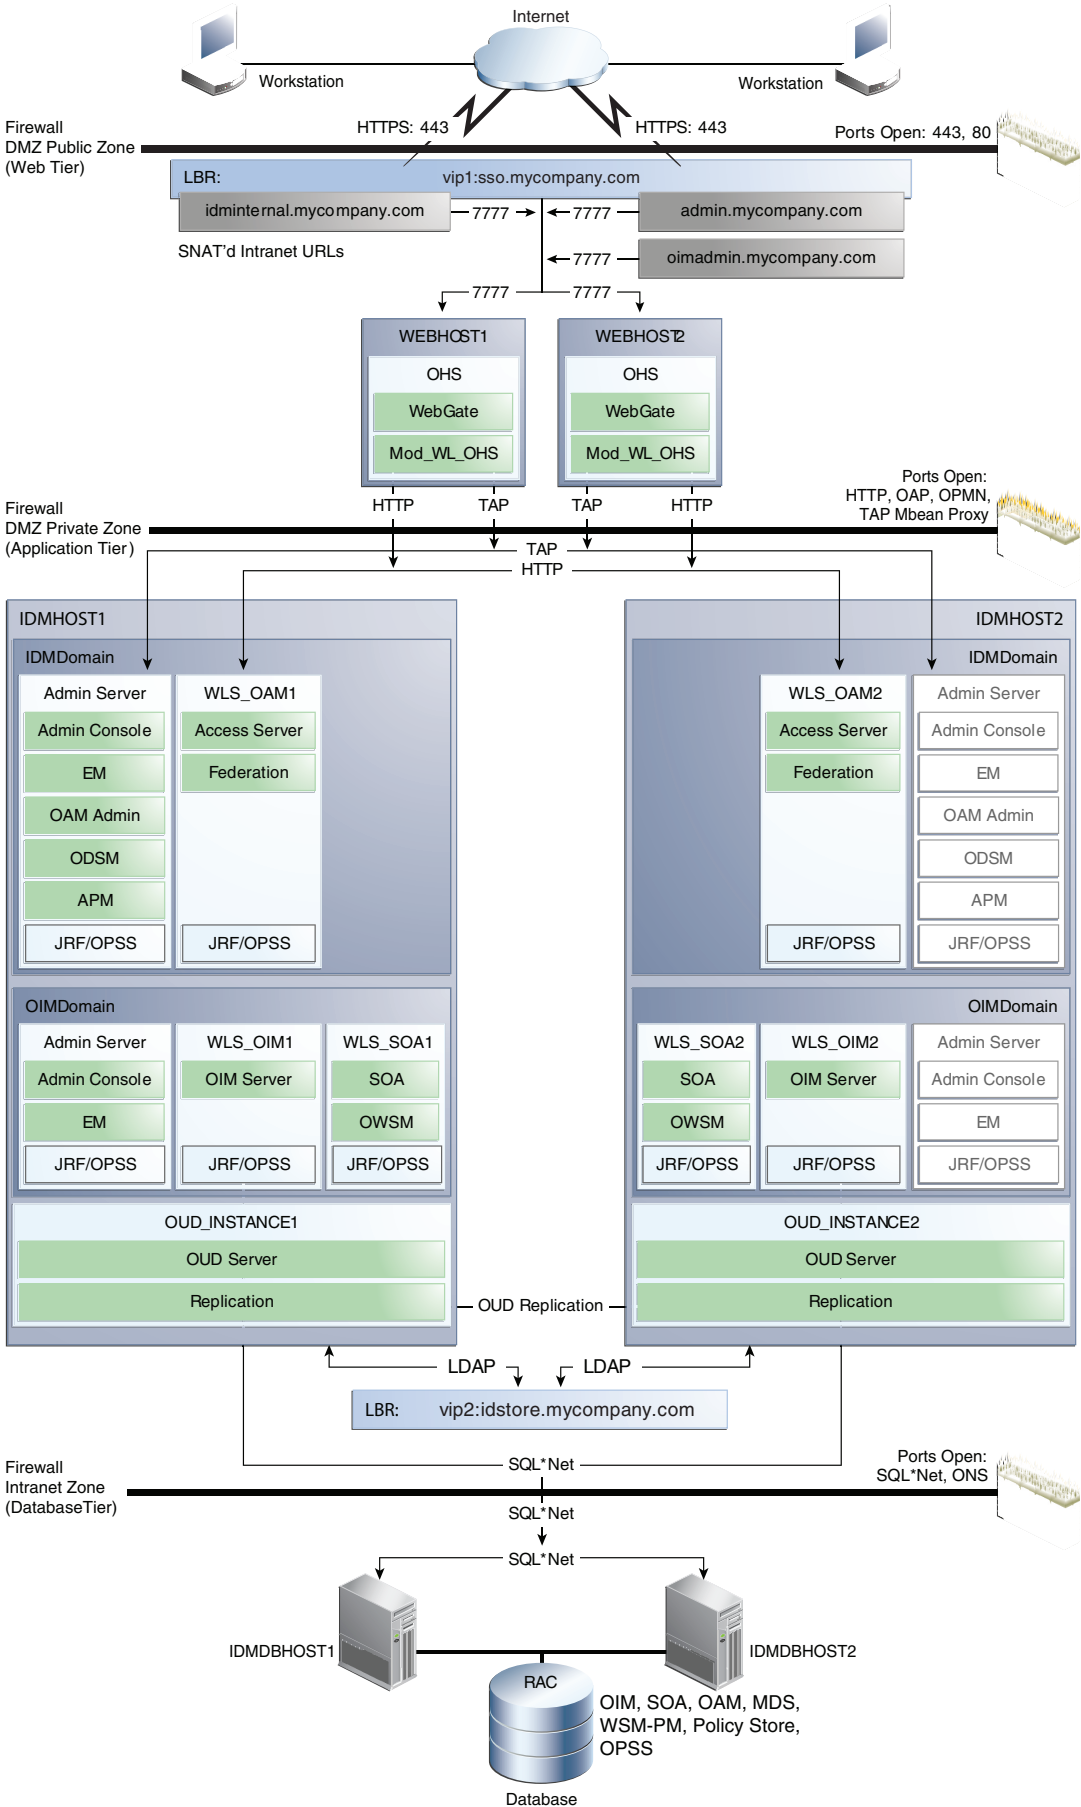 Internet
Workstation
Workstation
HTTPS: 443
HTTPS: 443
Firewall
DMZ Public Zone
(Web Tier)
Ports Open: 443, 80
LBR:
vip1:sso.mycompany.com
idminternal.mycompany.com
7777
7777
admin.mycompany.com
SNAT'd Intranet URLs
7777
oimadmin.mycompany.com
7777
7777
WEBHOST1
OHS
WebGate
Mod_WL_OHS
WEBHOST2
OHS
WebGate
Mod_WL_OHS
HTTP
TAP
TAP
HTTP
Ports Open:
HTTP, OAP, OPMN,
TAP Mbean Proxy
Firewall
DMZ Private Zone
(Application Tier)
TAP
HTTP
IDMHOST1
IDMDomain
Admin Server
Admin Console
EM
OAM Admin
ODSM
APM
JRF/OPSS
WLS_OAM1
Access Server
Federation
JRF/OPSS
OIMDomain
Admin Server
Admin Console
EM
JRF/OPSS
WLS_OIM1
OIM Server
JRF/OPSS
WLS_SOA1
SOA
OWSM
JRF/OPSS
OUD_INSTANCE1
OUD Server
Replication
IDMHOST2
IDMDomain
WLS_OAM2
Access Server
Federation
JRF/OPSS
Admin Server
Admin Console
EM
OAM Admin
ODSM
APM
JRF/OPSS
OIMDomain
WLS_SOA2
SOA
OWSM
JRF/OPSS
WLS_OIM2
OIM Server
JRF/OPSS
Admin Server
Admin Console
EM
JRF/OPSS
OUD_INSTANCE2
OUD Server
Replication
OUD Replication
LDAP
LDAP
LBR:
vip2:idstore.mycompany.com
SQL*Net
Ports Open:
SQL*Net, ONS
Firewall
Intranet Zone
(DatabaseTier)
SQL*Net
SQL*Net
IDMDBHOST1
IDMDBHOST2
RAC
OIM, SOA, OAM, MDS,
WSM-PM, Policy Store,
OPSS
Database